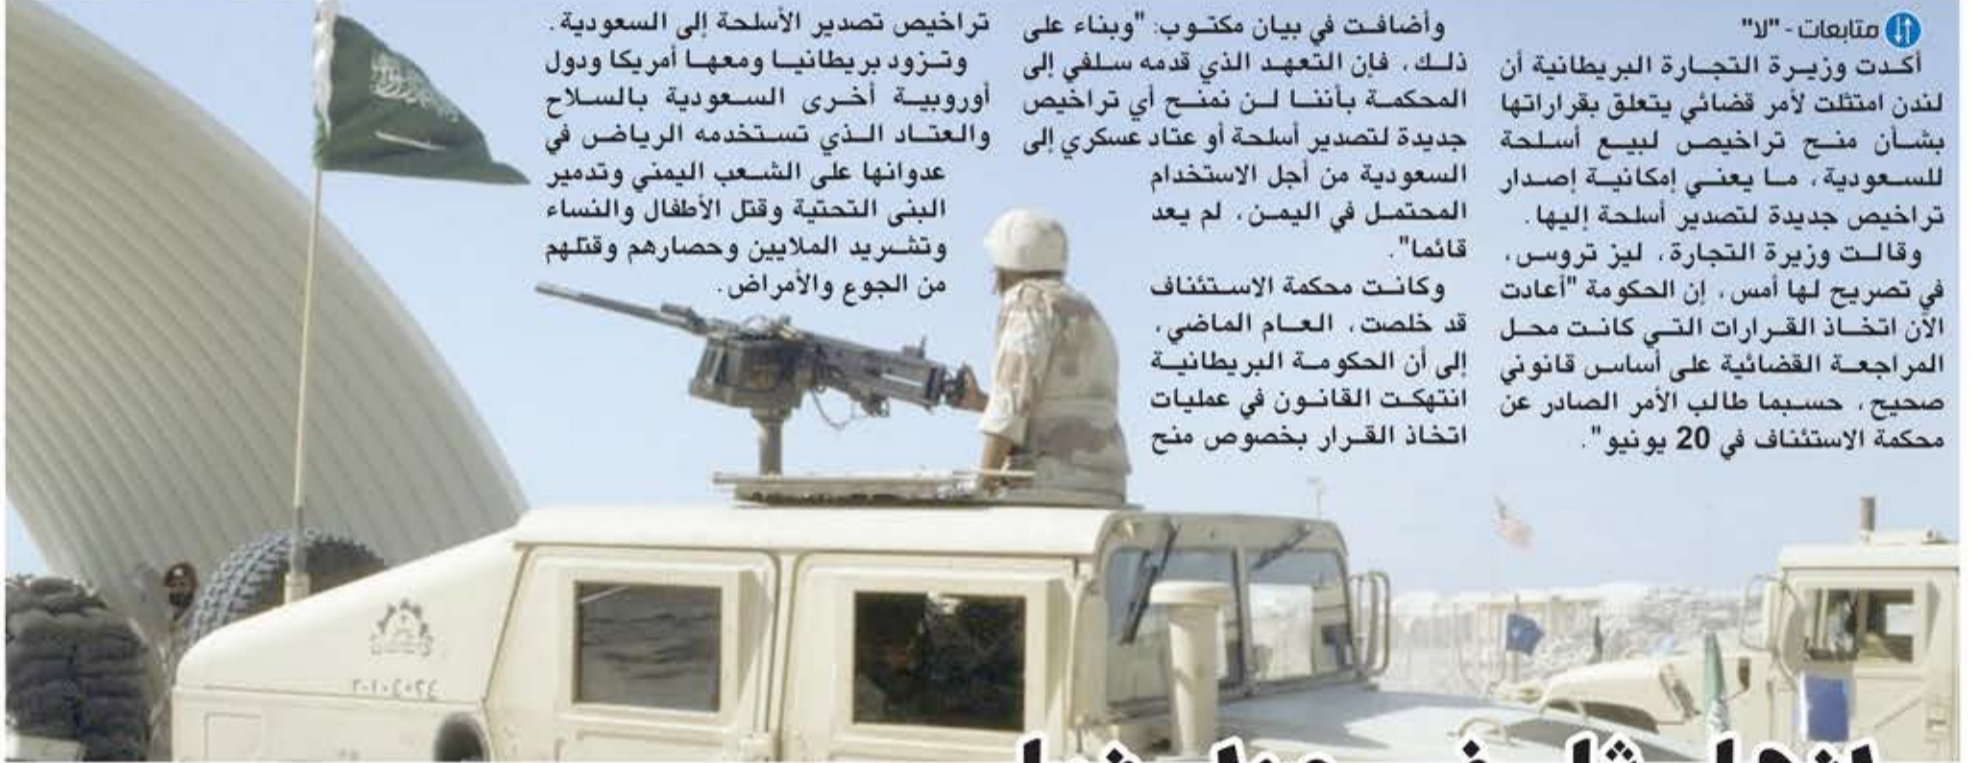 متابعات - "لا"
أكدت وزيرة التجارة البريطانية أن
لندن امتثلت لأمر قضائي يتعلق بقراراتها
بشأن منح تراخيص لبيع أسلحة
للسعودية، ما يعني إمكانية إصدار
تراخيص جديدة لتصدير أسلحة إليها.
وقالت وزيرة التجارة، ليز تروس،
في تصريح لها أمس، إن الحكومة "أعادت
الآن اتخاذ القرارات التي كانت محل
المراجعة القضائية على أساس قانوني
صحيح، حسبما طالب الأمر الصادر عن
محكمة الاستئناف في 20 يونيو".
وأضافت في بيان مكتوب: "وبناء على
ذلك، فإن التعهد الذي قدمه سلفي إلى
المحكمة بأننا لن نمنح أي تراخيص
جديدة لتصدير أسلحة أو عتاد عسكري إلى
السعودية من أجل الاستخدام
المحتمل في اليمن، لم يعد
قائما".
وكانت محكمة الاستئناف
قد خلصت، العام الماضي،
إلى أن الحكومة البريطانية
انتهكت القانون في عمليات
اتخاذ القرار بخصوص منح
تراخيص تصدير الأسلحة إلى السعودية.
وتزود بريطانيا ومعها أمريكا ودول
أوروبية أخرى السعودية بالسلاح
والعتاد الذي تستخدمه الرياض في
عدوانها على الشعب اليمني وتدمير
البنى التحتية وقتل الأطفال والنساء
وتشريد الملايين وحصارهم وقتلهم
من الجوع والأمراض.